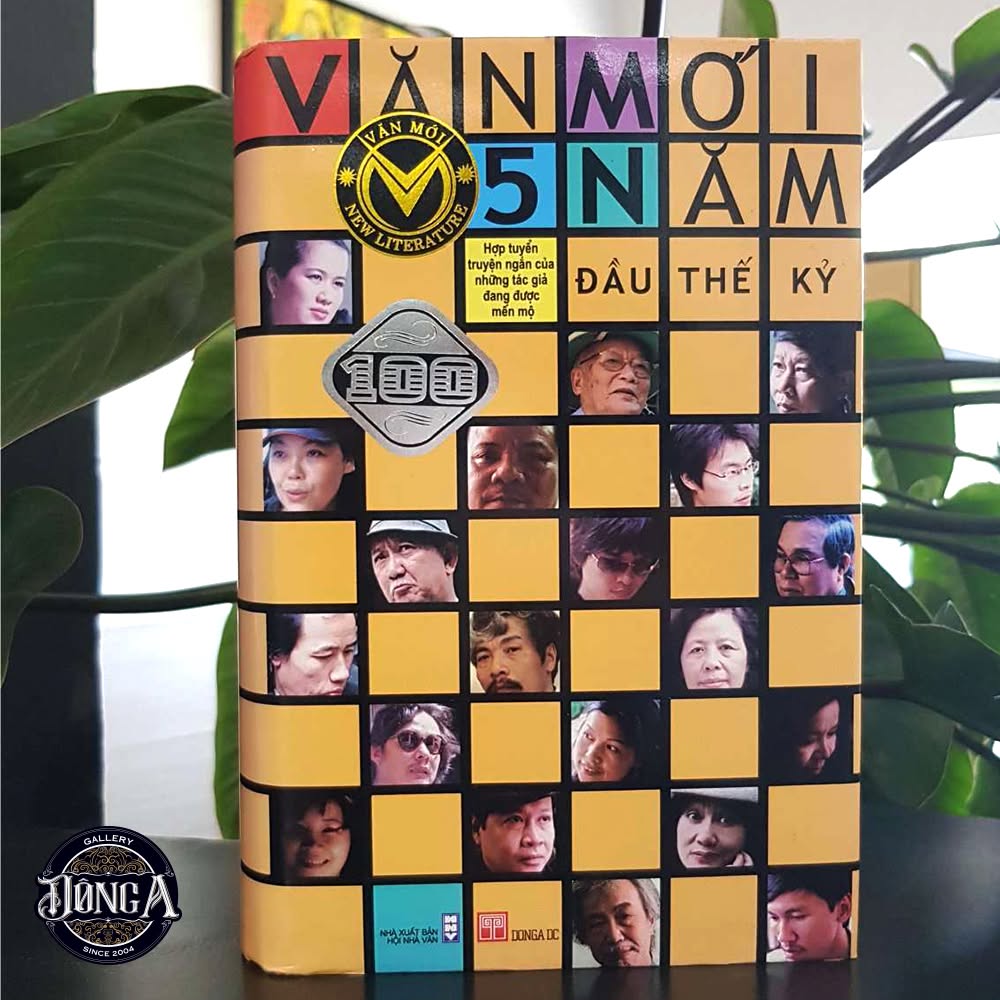 VĂN MỚI
5 NĂM
VĂN MỚI
NEW LITERATURE
Hợp tuyển
truyện ngắn của
những tác giả
đang được
mến mộ
ĐẦU THẾ KỶ
100
NHÀ XUẤT BẢN
HỘI NHÀ VĂN
HNV
DONGA DC
GALLERY
ĐÔNG A
SINCE 2004